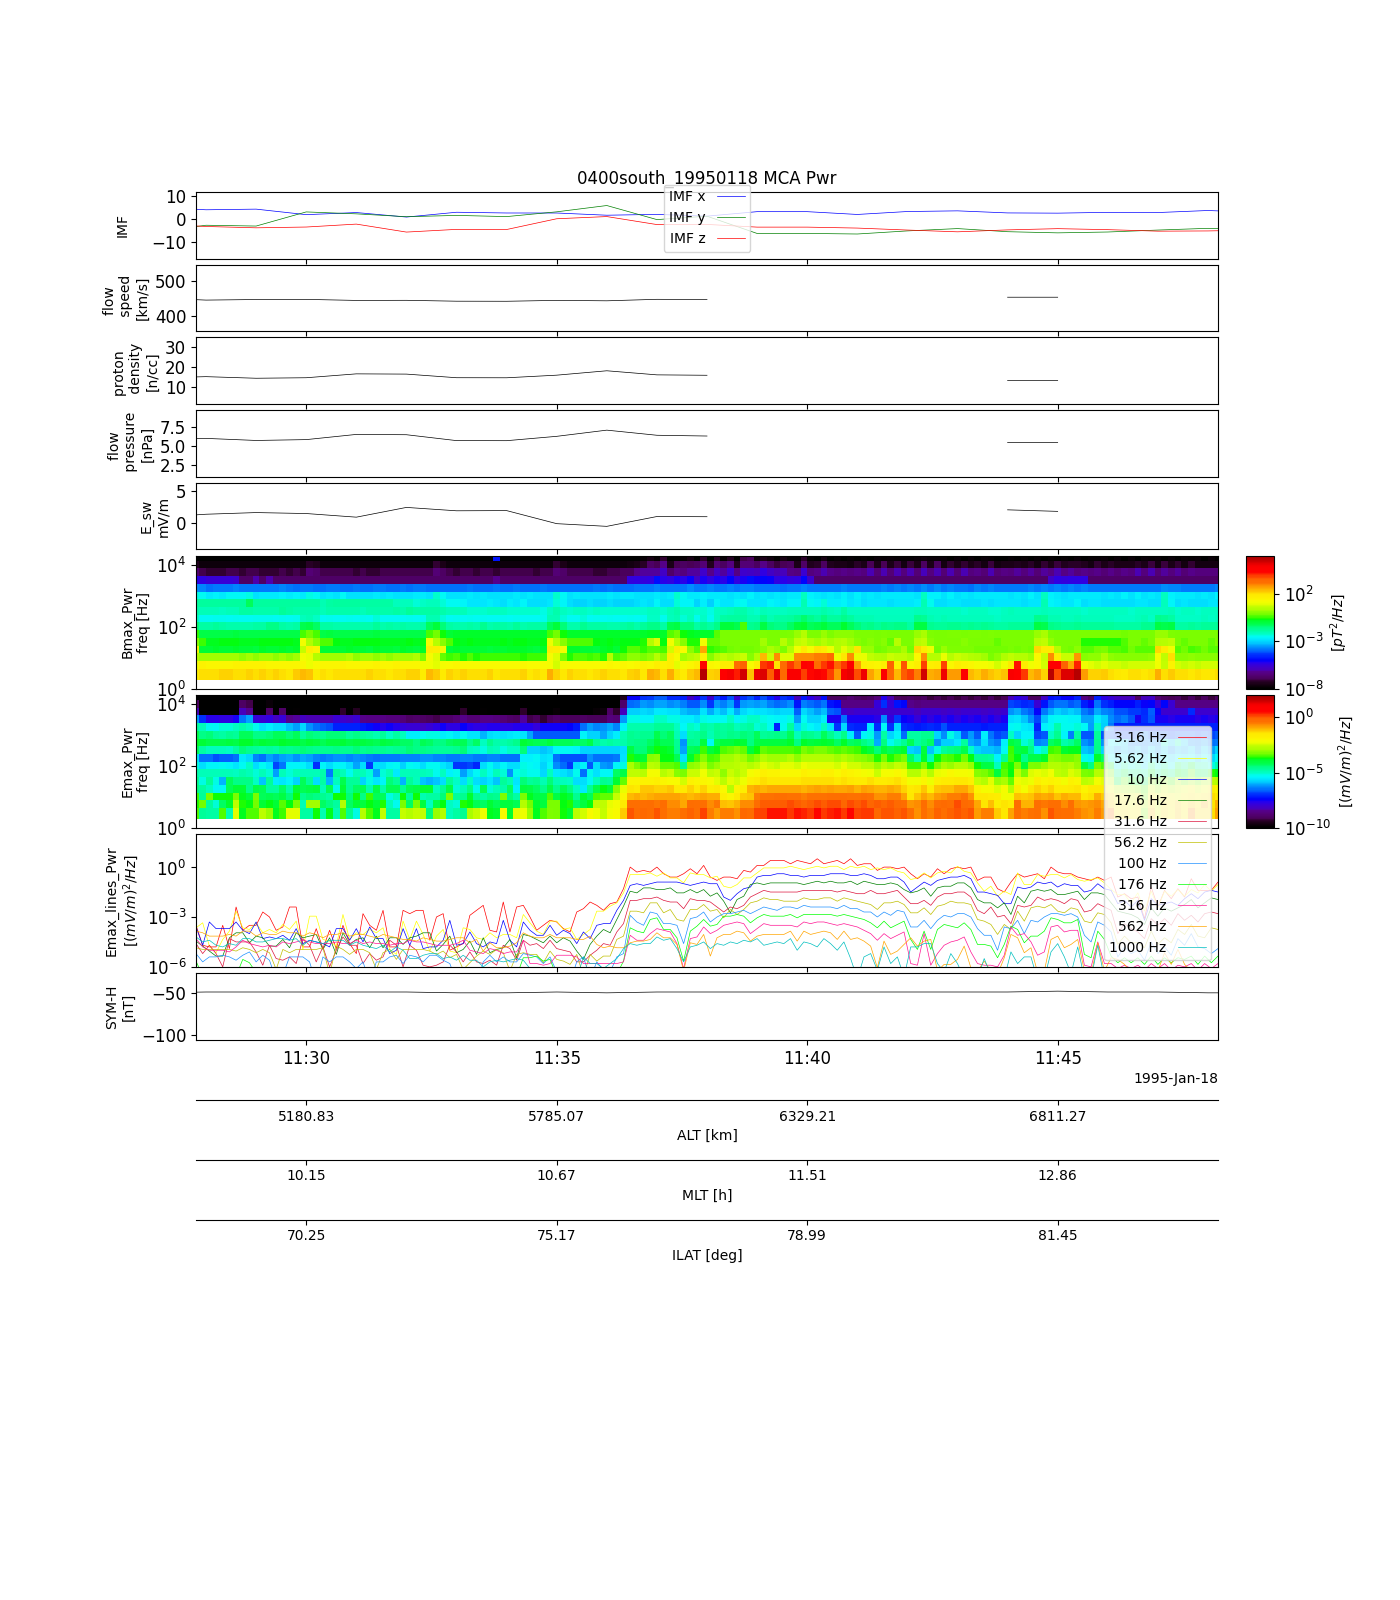 0400south_19950118 MCA Pwr
10
0
−10
IMF
IMF x
IMF y
IMF z
500
400
flow
speed
[km/s]
30
20
10
proton
density
[n/cc]
7.5
5.0
2.5
flow
pressure
[nPa]
5
0
E_sw
mV/m
10^4
10^2
10^0
Bmax_Pwr
freq [Hz]
10^2
10^−3
10^−8
[pT^2/Hz]
10^4
10^2
10^0
Emax_Pwr
freq [Hz]
10^0
10^−5
10^−10
[(mV/m)^2/Hz]
3.16 Hz
5.62 Hz
10 Hz
17.6 Hz
31.6 Hz
56.2 Hz
100 Hz
176 Hz
316 Hz
562 Hz
1000 Hz
10^0
10^−3
10^−6
Emax_lines_Pwr
[(mV/m)^2/Hz]
−50
−100
SYM-H
[nT]
11:30 11:35 11:40 11:45
1995-Jan-18
5180.83 5785.07 6329.21 6811.27
ALT [km]
10.15 10.67 11.51 12.86
MLT [h]
70.25 75.17 78.99 81.45
ILAT [deg]